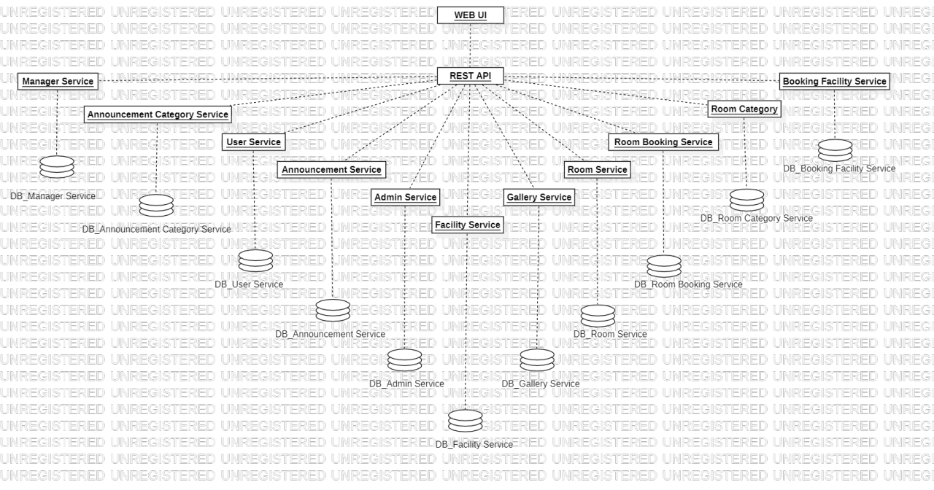 WEB UI
REST API
Manager Service
Booking Facility Service
Room Category
Announcement Category Service
User Service
Room Booking Service
Announcement Service
Room Service
Admin Service
Gallery Service
Facility Service
DB_Booking Facility Service
DB_Manager Service
DB_Room Category Service
DB_Announcement Category Service
DB_User Service
DB_Room Booking Service
DB_Announcement Service
DB_Room Service
DB_Admin Service
DB_Gallery Service
DB_Facility Service
UNREGISTERED